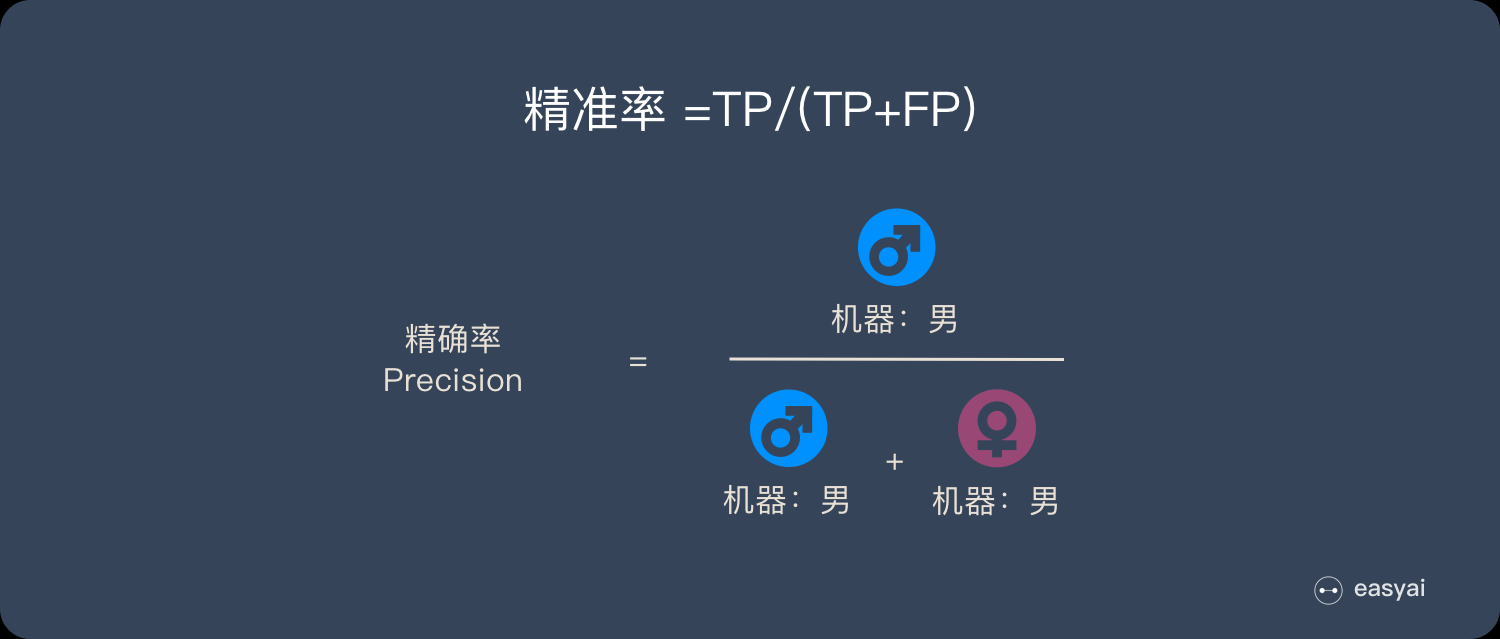 精准率 =TP/(TP+FP)
机器：男
精确率
Precision
=
机器：男
+
机器：男
easyai